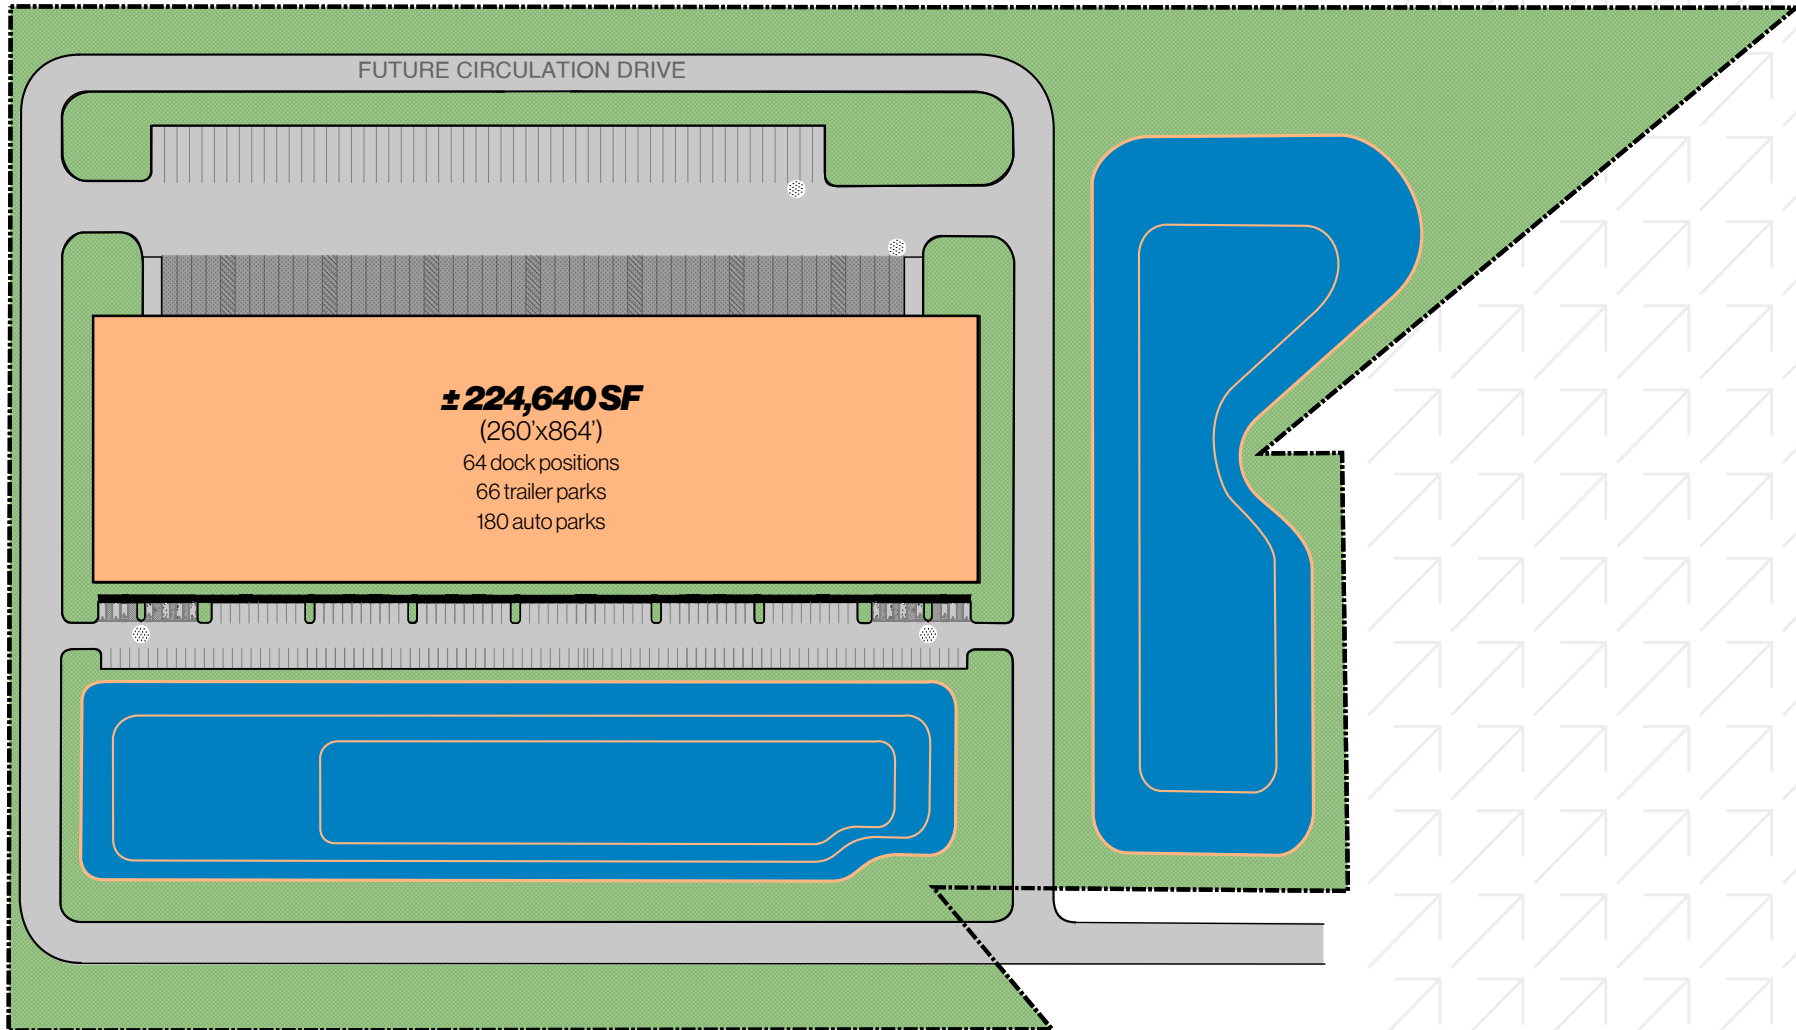 FUTURE CIRCULATION DRIVE
± 224,640 SF
(260'x864')
64 dock positions
66 trailer parks
180 auto parks